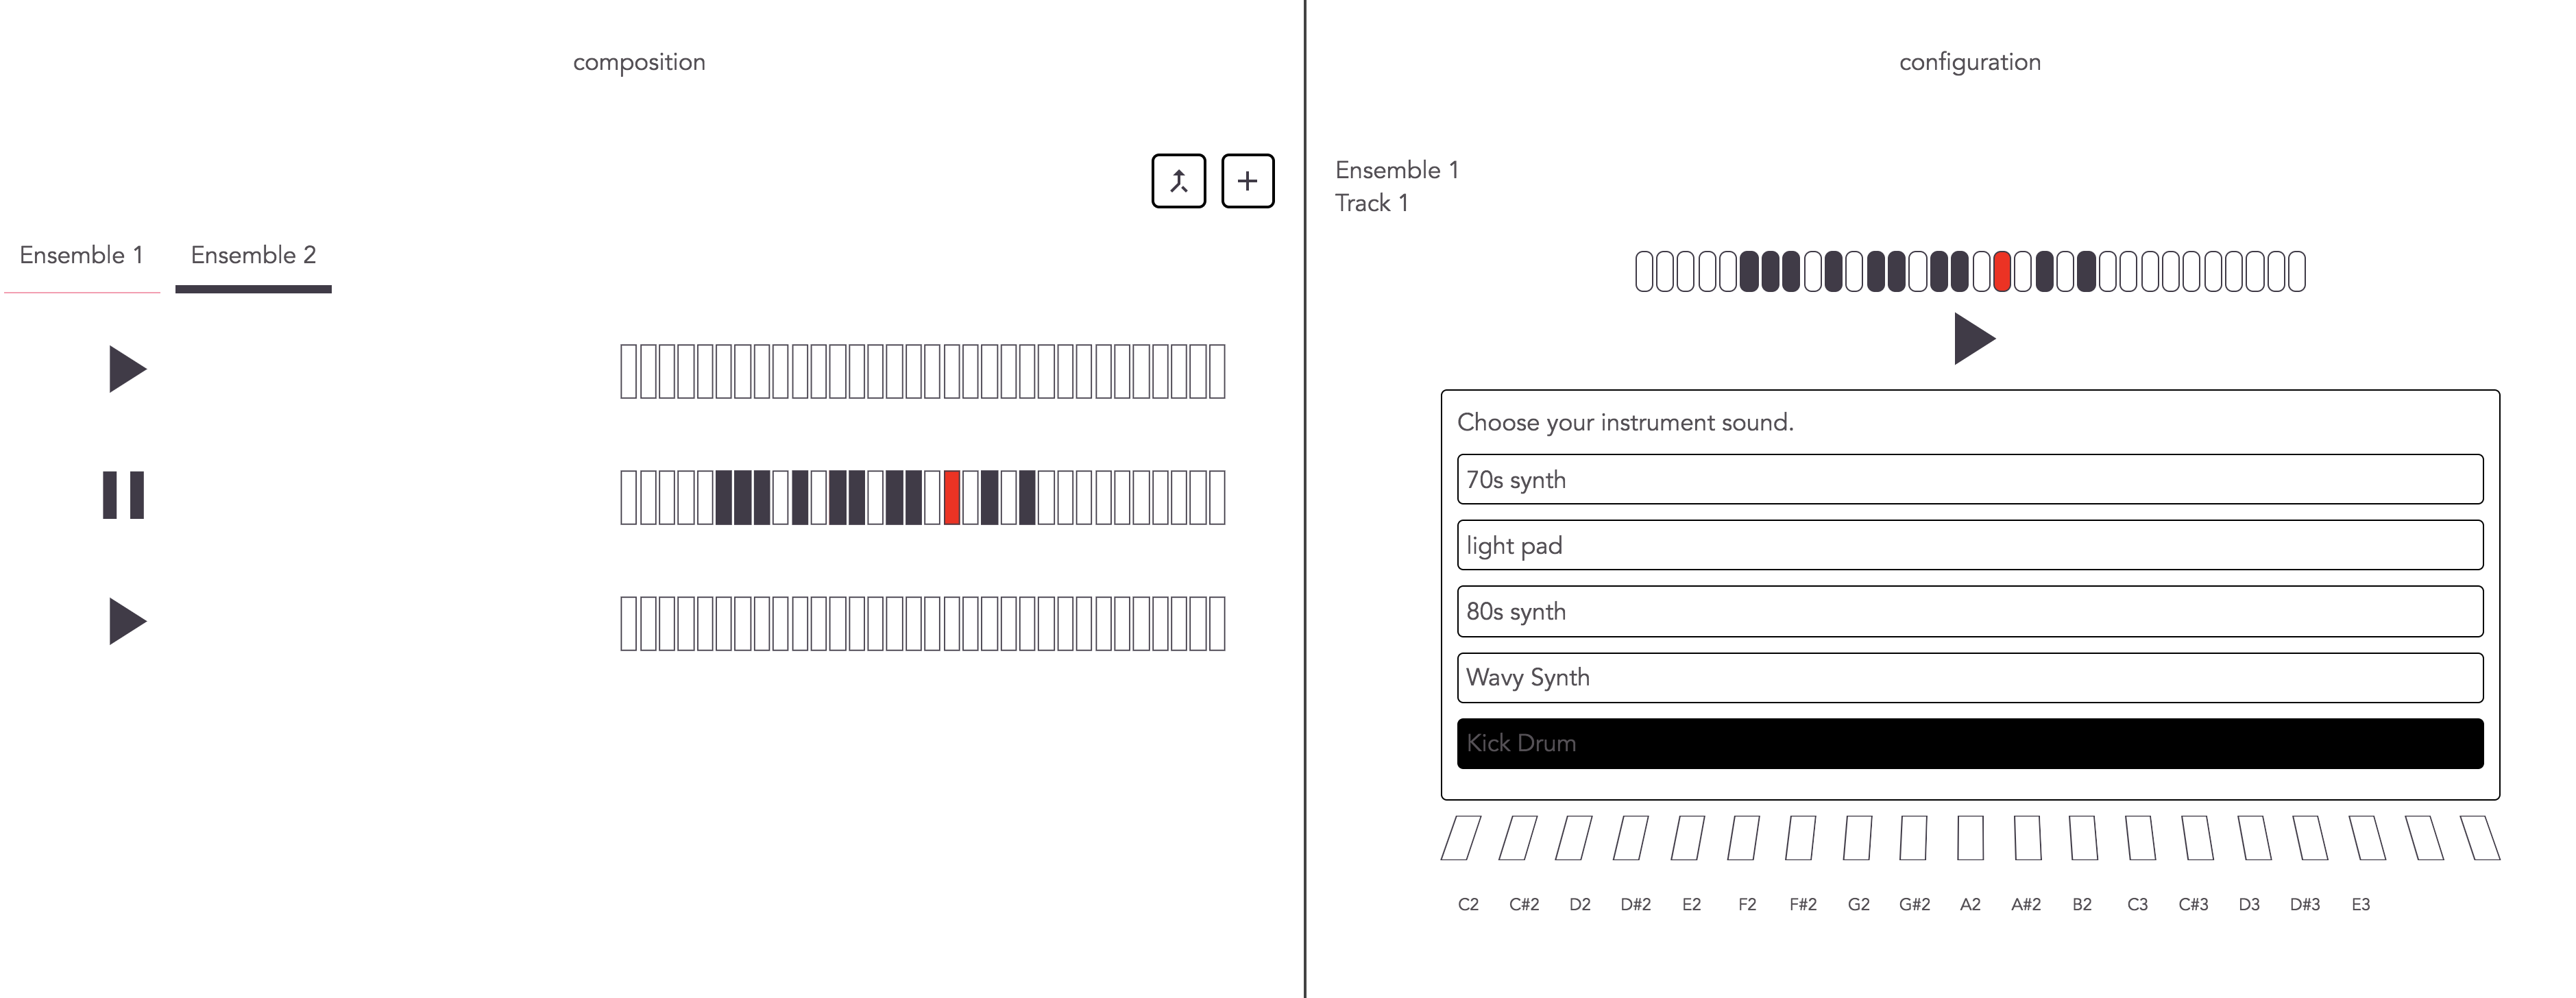 composition
Ensemble 1 Ensemble 2
configuration
Ensemble 1
Track 1
Choose your instrument sound.
70s synth
light pad
80s synth
Wavy Synth
Kick Drum
C2 C#2 D2 D#2 E2 F2 F#2 G2 G#2 A2 A#2 B2 C3 C#3 D3 D#3 E3